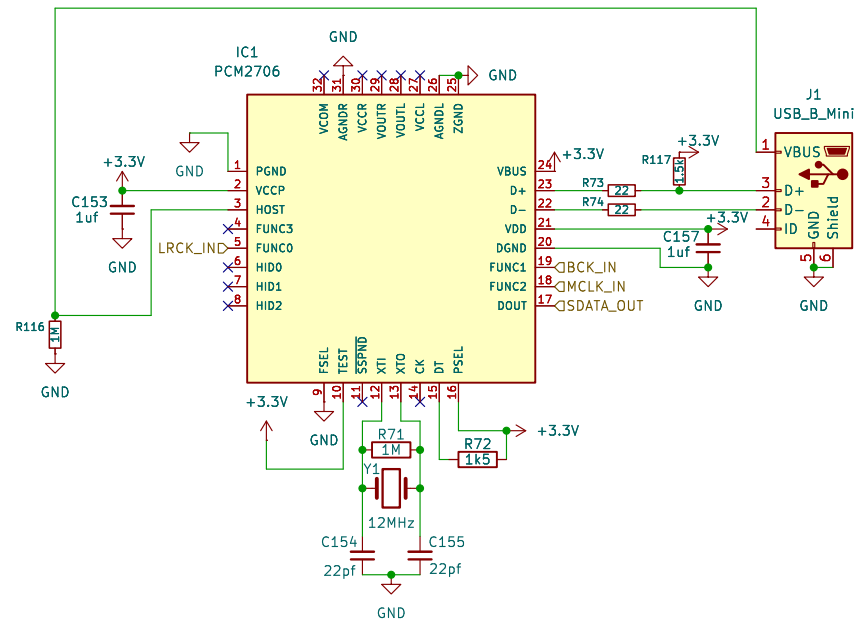 GND
IC1
PCM2706
GND
32 31 30 29 28 27 26 25
VCOM AGNDR VCCR VOUTR VOUTL VCCL AGNDL ZGND
J1
USB_B_Mini
GND
+3.3V
C153
1uf
GND
1 PGND
2 VCCP
3 HOST
4 FUNC3
LRCK_IN 5 FUNC0
6 HID0
7 HID1
8 HID2
VBUS 24 +3.3V
D+ 23 R73 22
D- 22 R74 22
VDD 21
DGND 20
FUNC1 19 BCK_IN
FUNC2 18 MCLK_IN
DOUT 17 SDATA_OUT
R117 1.5k +3.3V
+3.3V
C157
1uf
GND
1 VBUS
3 D+
2 D-
4 ID
GND Shield
5 6
GND
R116 1M
GND
FSEL TEST SSPND XTI XTO CK DT PSEL
9 10 11 12 13 14 15 16
+3.3V
GND
R71
1M
Y1
12MHz
R72
1k5
+3.3V
C154
22pf
C155
22pf
GND